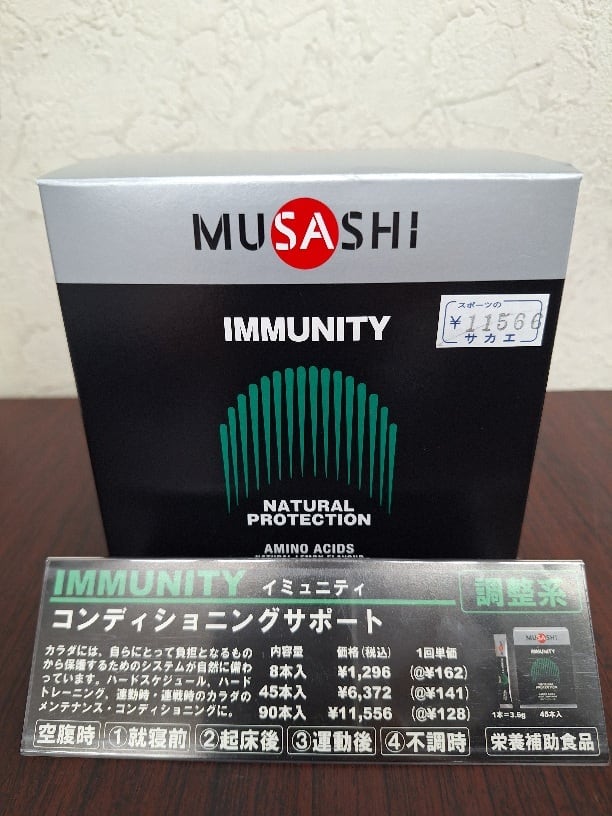 MUSASHI
スポーツの
¥11566
サカエ
IMMUNITY
NATURAL
PROTECTION
AMINO ACIDS
NATURAL LEMON FLAVOUR
IMMUNITY イミュニティ
調整系
コンディショニングサポート
カラダには、自らにとって負担となるもの
から保護するためのシステムが自然に備わ
っています。ハードスケジュール、ハード
トレーニング、連動時・連戦時のカラダの
メンテナンス・コンディショニングに。
内容量 価格(税込) 1回単価
8本入 ¥1,296 (@¥162)
45本入 ¥6,372 (@¥141)
90本入 ¥11,556 (@¥128)
MUSASHI
IMMUNITY
1本=3.6g 45本入
空腹時 ①就寝前 ②起床後 ③運動後 ④不調時 栄養補助食品